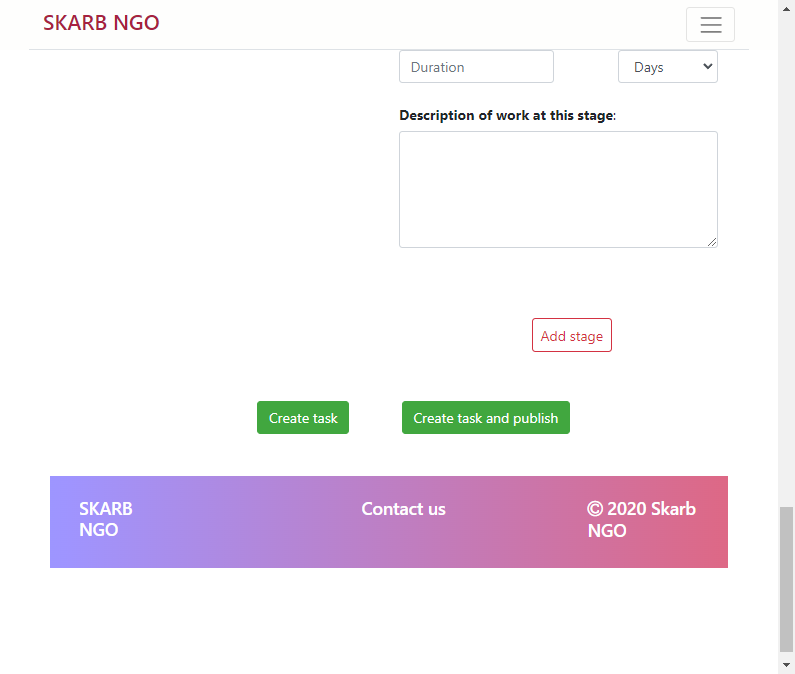 SKARB NGO
Duration
Days
Description of work at this stage:
Add stage
Create task
Create task and publish
SKARB
NGO
Contact us
© 2020 Skarb
NGO